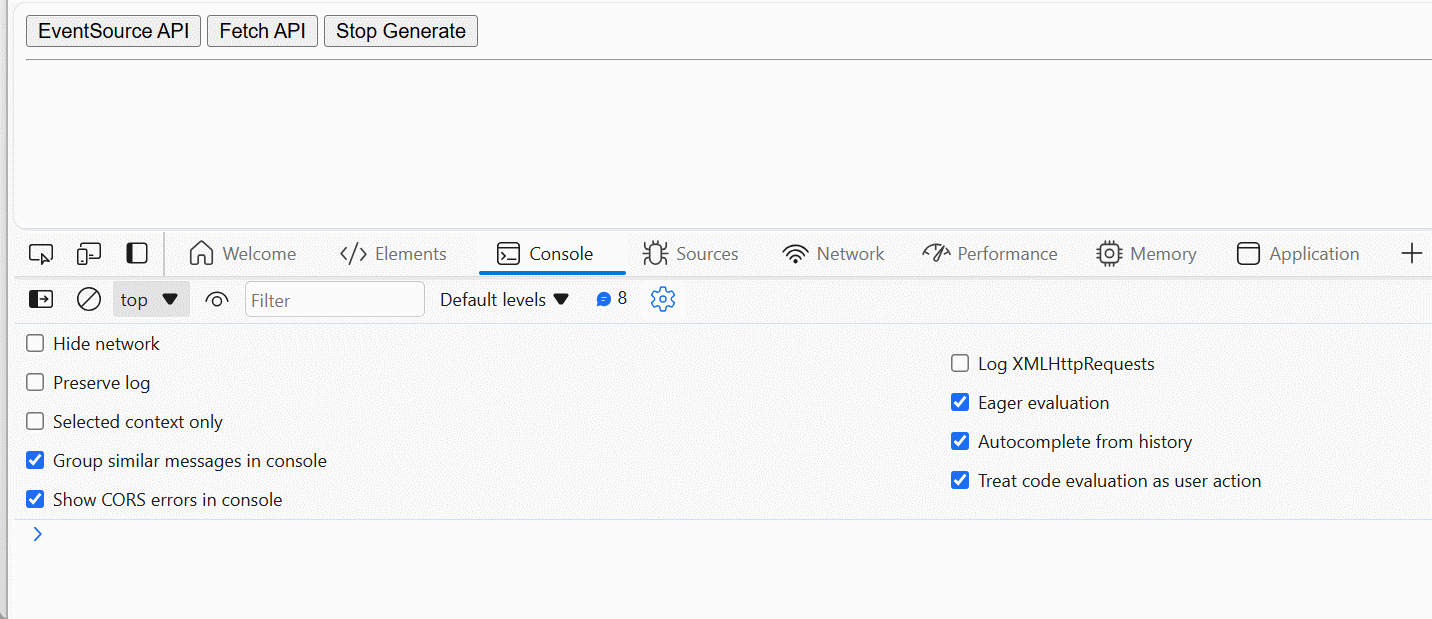 EventSource API Fetch API Stop Generate
Welcome Elements Console Sources Network Performance Memory Application
top Filter Default levels 8
Hide network
Preserve log
Selected context only
Group similar messages in console
Show CORS errors in console
Log XMLHttpRequests
Eager evaluation
Autocomplete from history
Treat code evaluation as user action